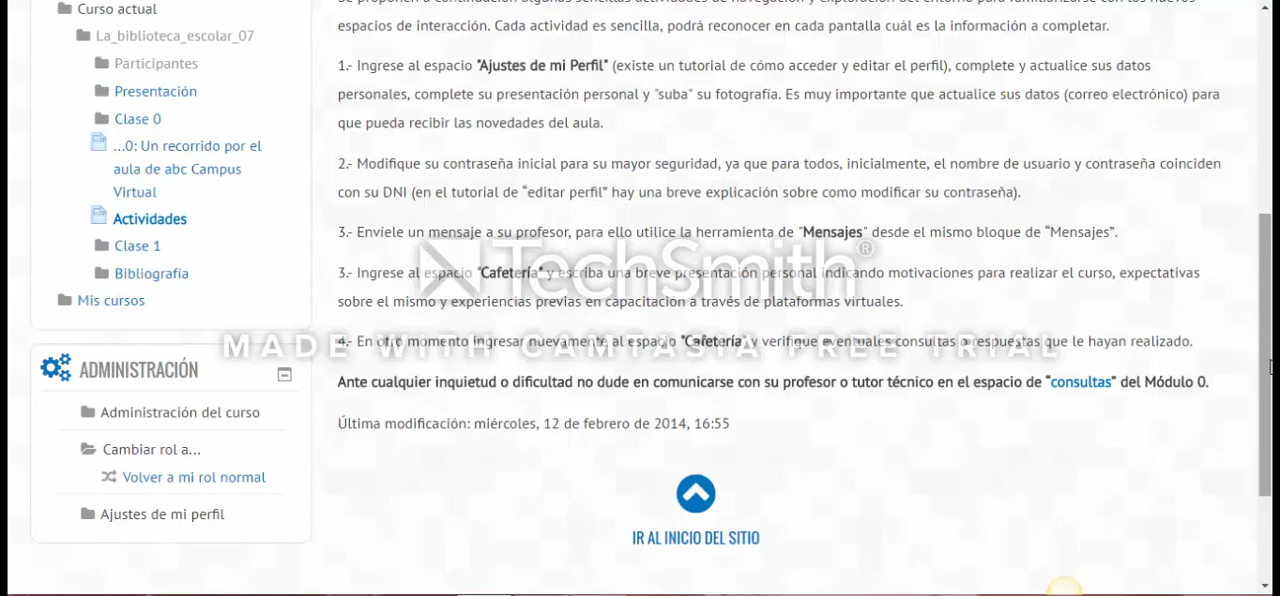 Curso actual
La_biblioteca_escolar_07
Participantes
Presentación
Clase 0
...0: Un recorrido por el
aula de abc Campus
Virtual
Actividades
Clase 1
Bibliografía
Mis cursos
ADMINISTRACIÓN
Administración del curso
Cambiar rol a...
Volver a mi rol normal
Ajustes de mi perfil
espacios de interacción. Cada actividad es sencilla, podrá reconocer en cada pantalla cuál es la información a completar.
1.- Ingrese al espacio "Ajustes de mi Perfil" (existe un tutorial de cómo acceder y editar el perfil), complete y actualice sus datos
personales, complete su presentación personal y "suba" su fotografía. Es muy importante que actualice sus datos (correo electrónico) para
que pueda recibir las novedades del aula.
2.- Modifique su contraseña inicial para su mayor seguridad, ya que para todos, inicialmente, el nombre de usuario y contraseña coinciden
con su DNI (en el tutorial de “editar perfil” hay una breve explicación sobre como modificar su contraseña).
3.- Enviele un mensaje a su profesor, para ello utilice la herramienta de "Mensajes" desde el mismo bloque de “Mensajes”.
3.- Ingrese al espacio "Cafetería" y escriba una breve presentación personal indicando motivaciones para realizar el curso, expectativas
sobre el mismo y experiencias previas en capacitación a través de plataformas virtuales.
4.- En otro momento Ingresar nuevamente al espacio "Cafetería" y verifique eventuales consultas o respuestas que le hayan realizado.
Ante cualquier inquietud o dificultad no dude en comunicarse con su profesor o tutor técnico en el espacio de “consultas” del Módulo 0.
Última modificación: miércoles, 12 de febrero de 2014, 16:55
IR AL INICIO DEL SITIO
TechSmith®
MADE WITH CAMTASIA FREE TRIAL